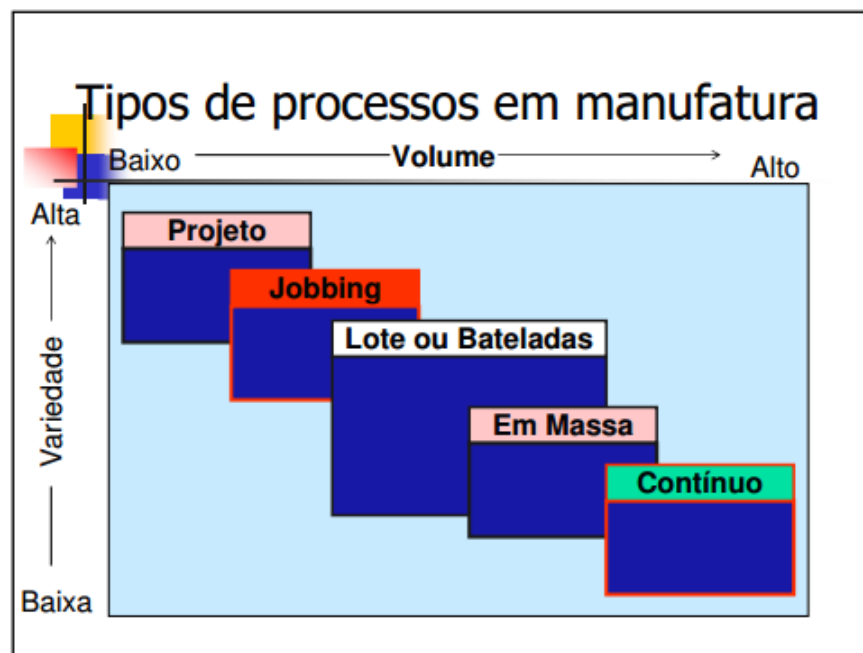 Tipos de processos em manufatura
Baixo
Volume
Alto
Alta
Variedade
Baixa
Projeto
Jobbing
Lote ou Bateladas
Em Massa
Contínuo